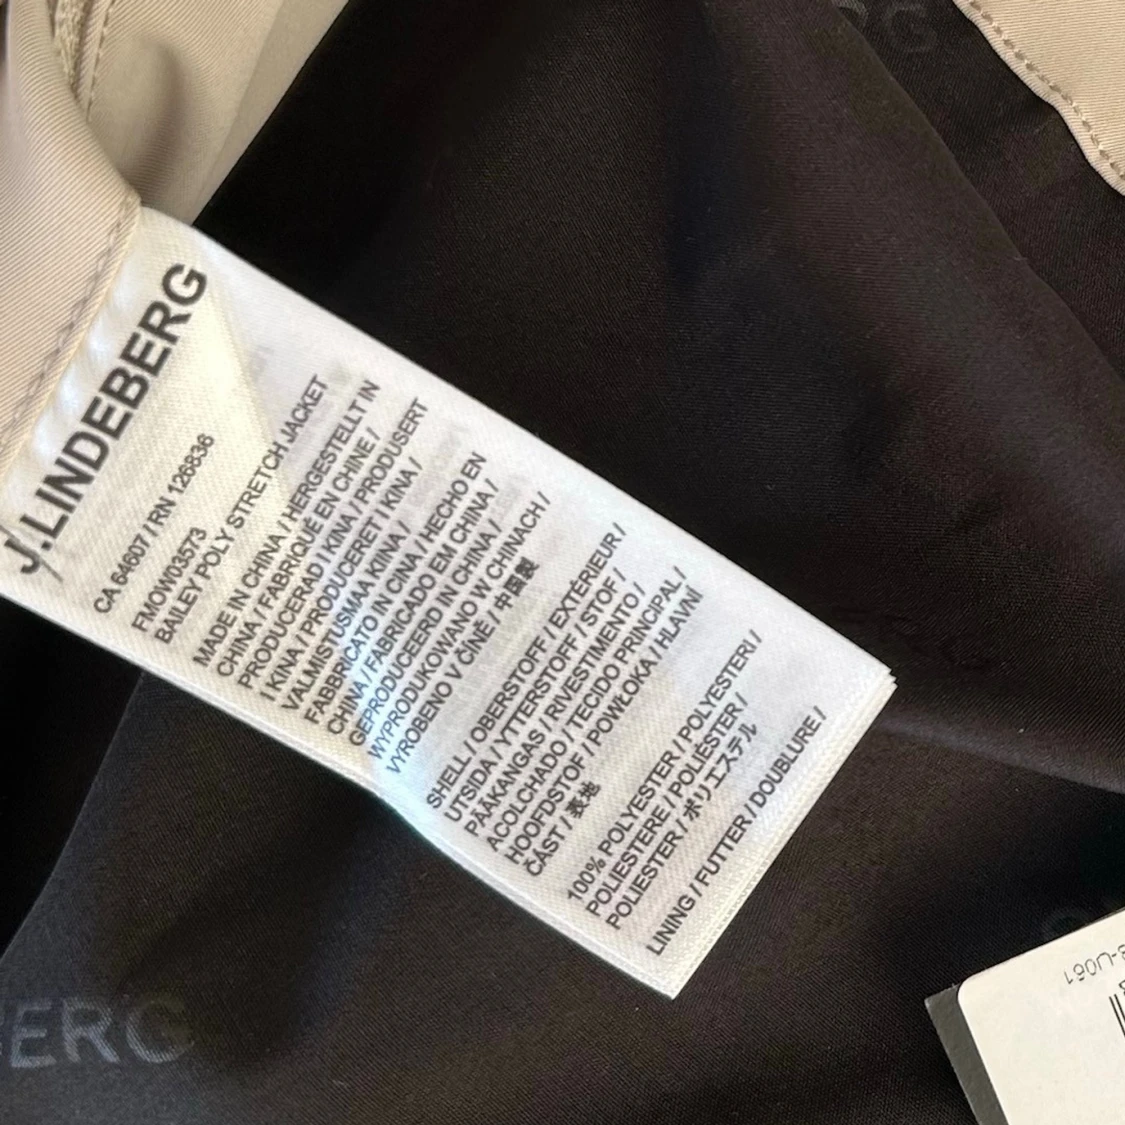 J.LINDEBERG
CA 64607 / RN 126836
FMOW03573
BAILEY POLY STRETCH JACKET
MADE IN CHINA / HERGESTELLT IN
CHINA / FABRIQUÉ EN CHINE /
PRODUCERAD I KINA / PRODUSERT
I KINA / PRODUCERET I KINA /
VALMISTUSMAA KIINA /
FABBRICATO IN CINA / HECHO EN
CHINA / FABRICADO EM CHINA /
GEPRODUCEERD IN CHINA /
WYPRODUKOWANO W CHINACH /
VYROBENO V ČÍNĚ / 中国製
SHELL / OBERSTOFF / EXTÉRIEUR /
UTSIDA / YTTERSTOFF / STOF /
PÄÄKANGAS / RIVESTIMENTO /
ACOLCHADO / TECIDO PRINCIPAL /
HOOFDSTOF / POWŁOKA / HLAVNÍ
ČÁST / 表地
100% POLYESTER / POLYESTERI /
POLIESTERE / POLIÉSTER /
POLIESTER / ポリエステル
LINING / FUTTER / DOUBLURE /
BERG
RG